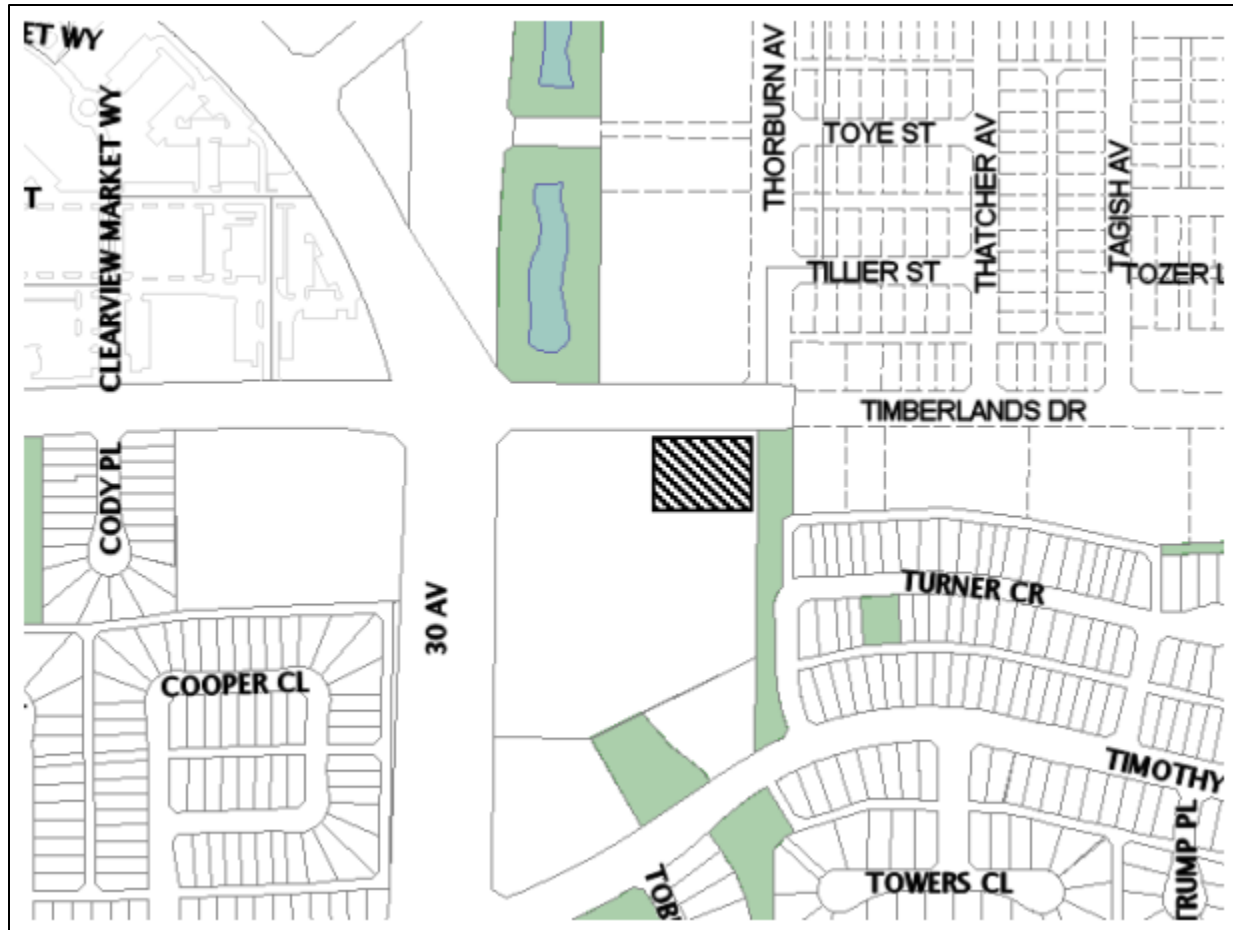 ET WY
CLEARVIEW MARKET WY
T
THORBURN AV
TOYE ST
THATCHER AV
TAGISH AV
TILLIER ST
TOZER L
TIMBERLANDS DR
CODY PL
30 AV
TURNER CR
COOPER CL
TIMOTHY
TRUMP PL
TOWERS CL
TOB